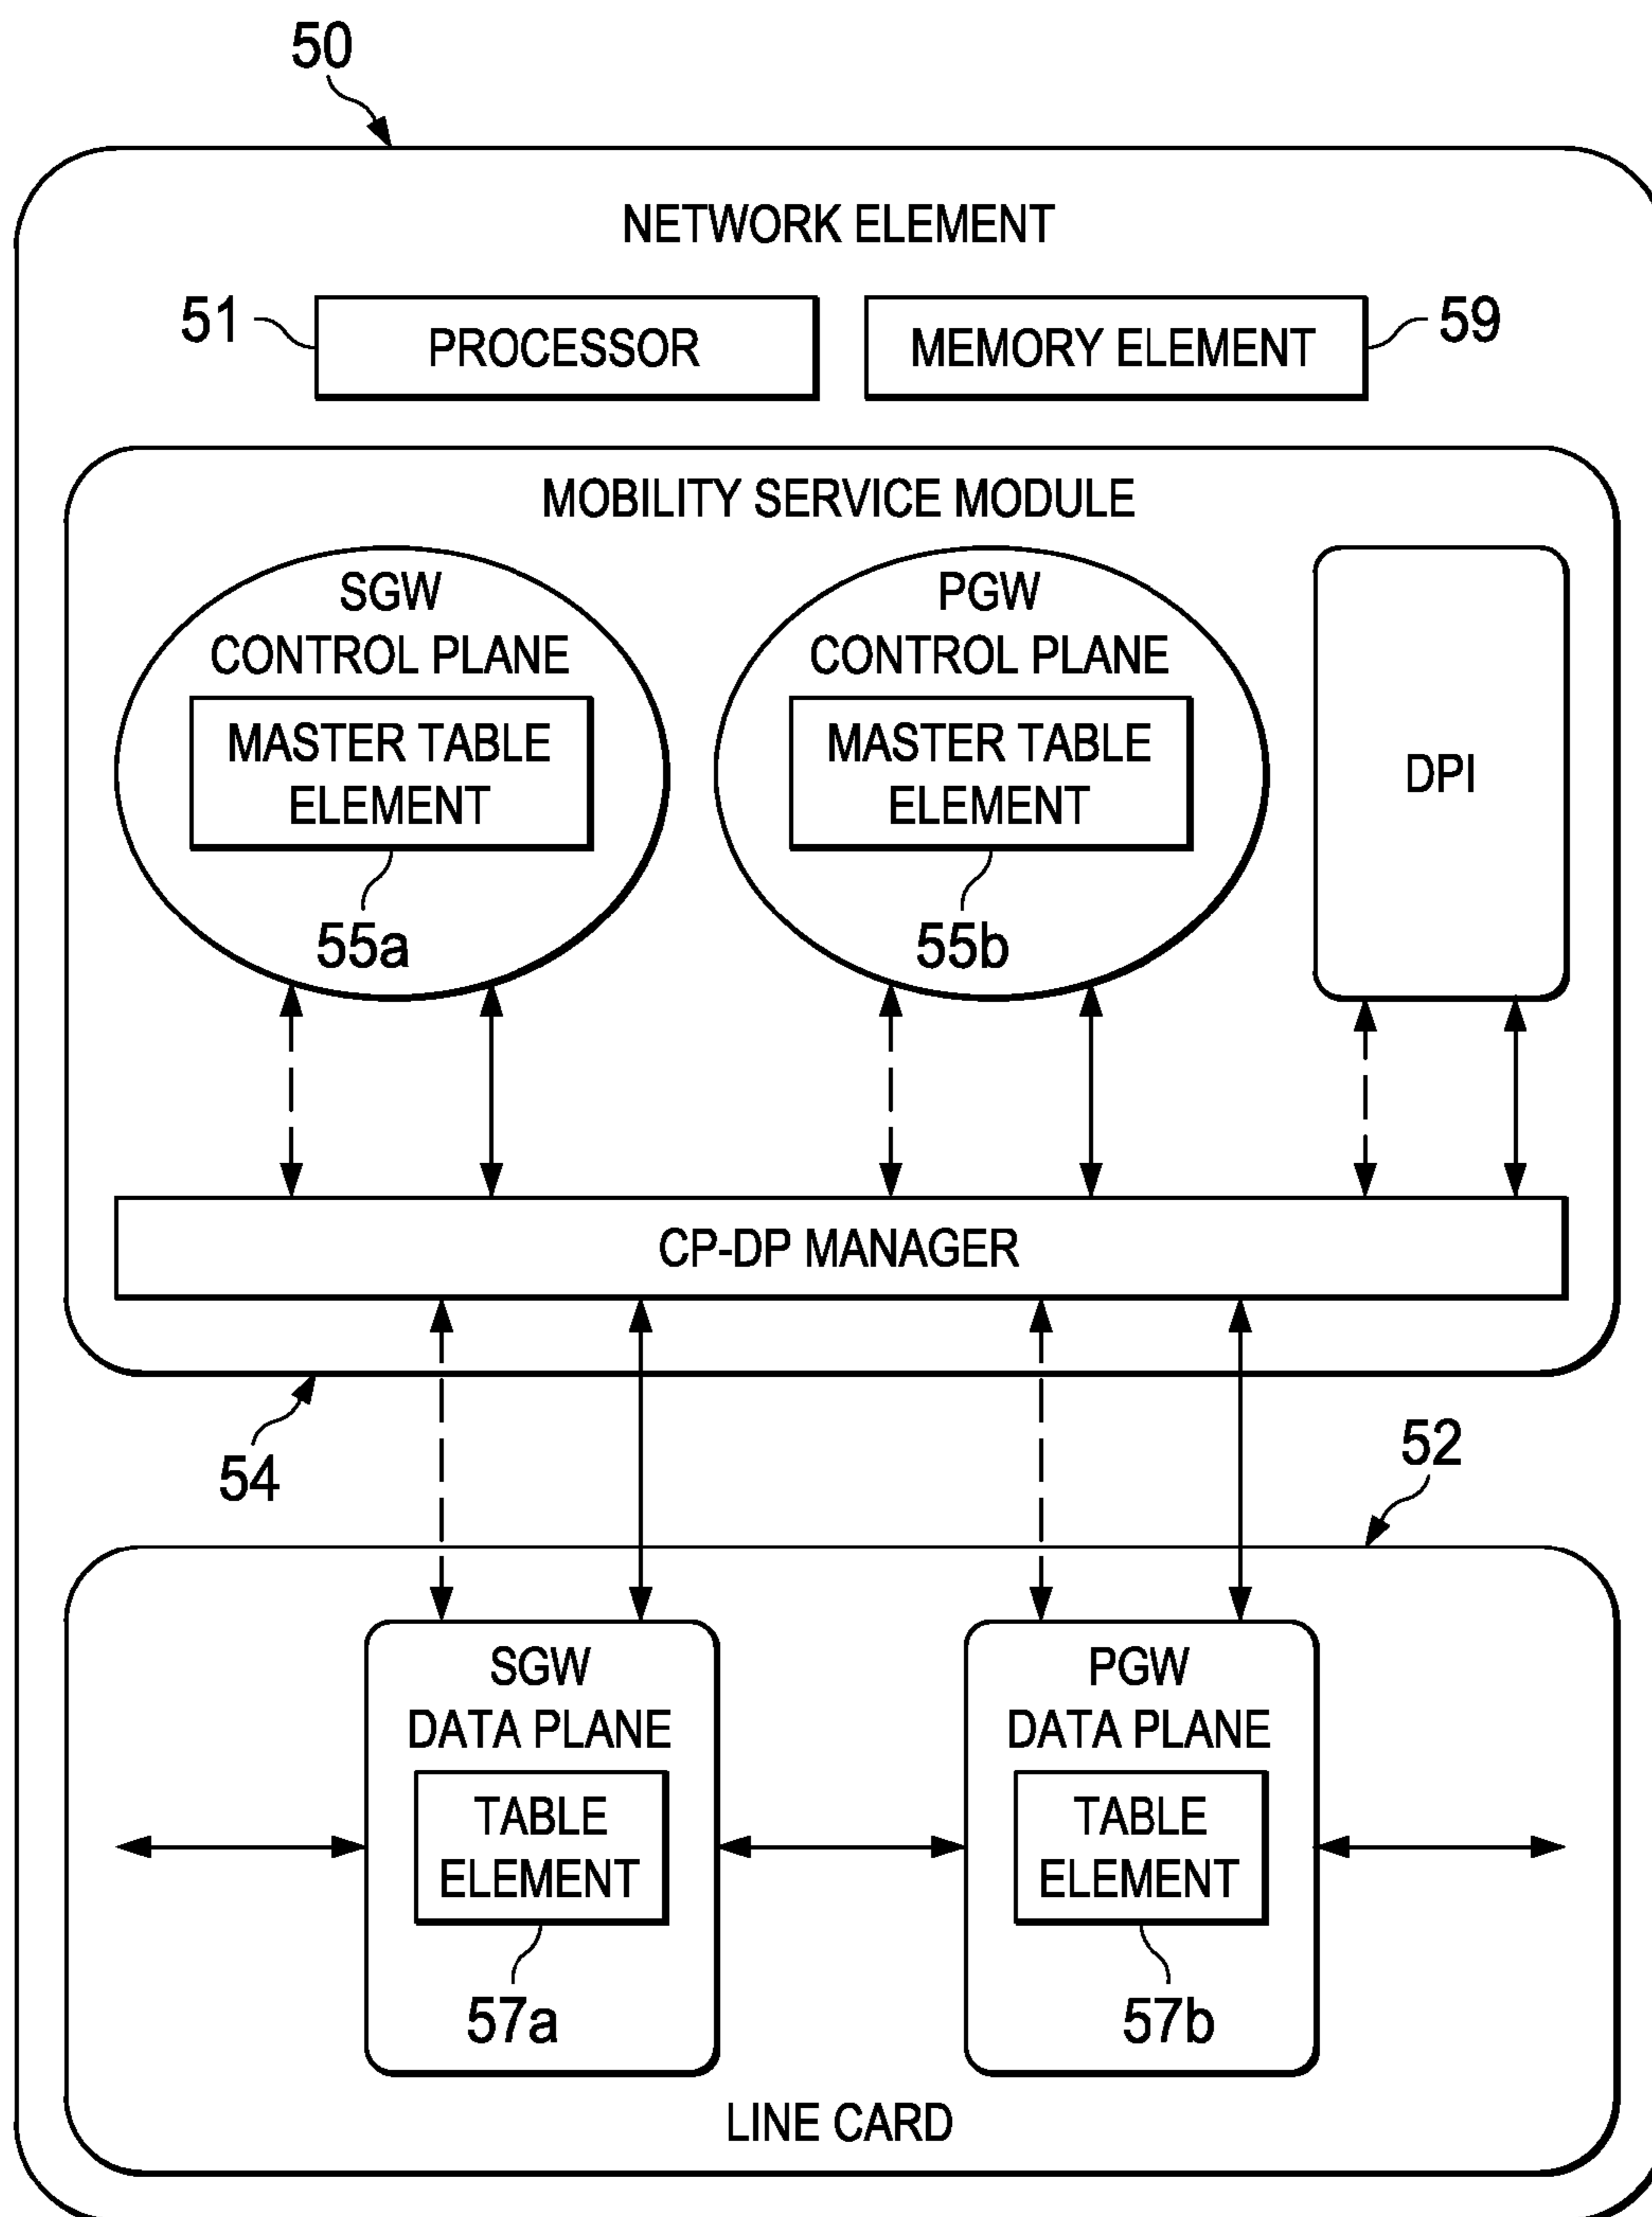 50
NETWORK ELEMENT
51
PROCESSOR
MEMORY ELEMENT
59
MOBILITY SERVICE MODULE
SGW
CONTROL PLANE
MASTER TABLE
ELEMENT
55a
PGW
CONTROL PLANE
MASTER TABLE
ELEMENT
55b
DPI
CP-DP MANAGER
54
52
SGW
DATA PLANE
TABLE
ELEMENT
57a
PGW
DATA PLANE
TABLE
ELEMENT
57b
LINE CARD